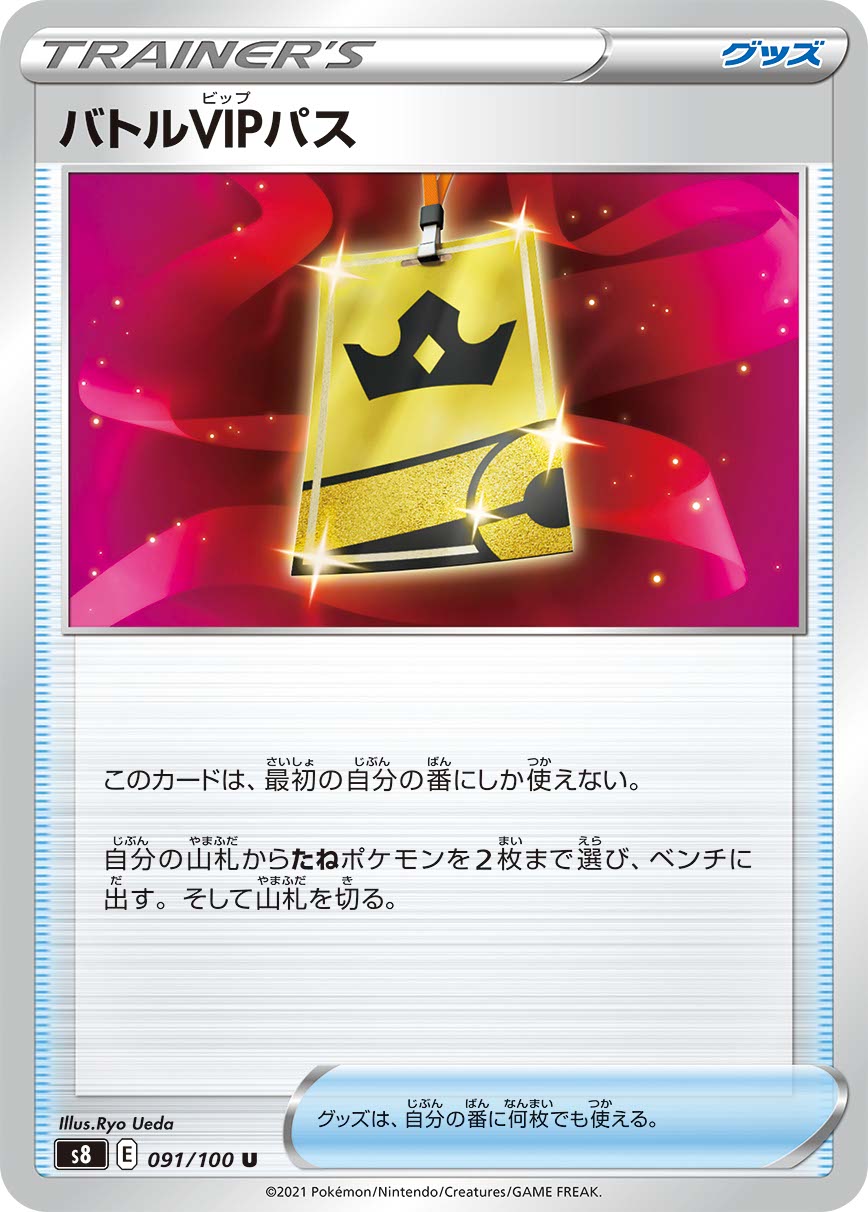 TRAINER'S
グッズ
ビップ
バトルVIPパス
さいしょ じぶん ばん つか
このカードは、最初の自分の番にしか使えない。
じぶん やまふだ まい えら
自分の山札からたねポケモンを2枚まで選び、ベンチに
だ やまふだ き
出す。そして山札を切る。
じぶん ばん なんまい つか
グッズは、自分の番に何枚でも使える。
Illus.Ryo Ueda
s8 E 091/100 U
©2021 Pokémon/Nintendo/Creatures/GAME FREAK.